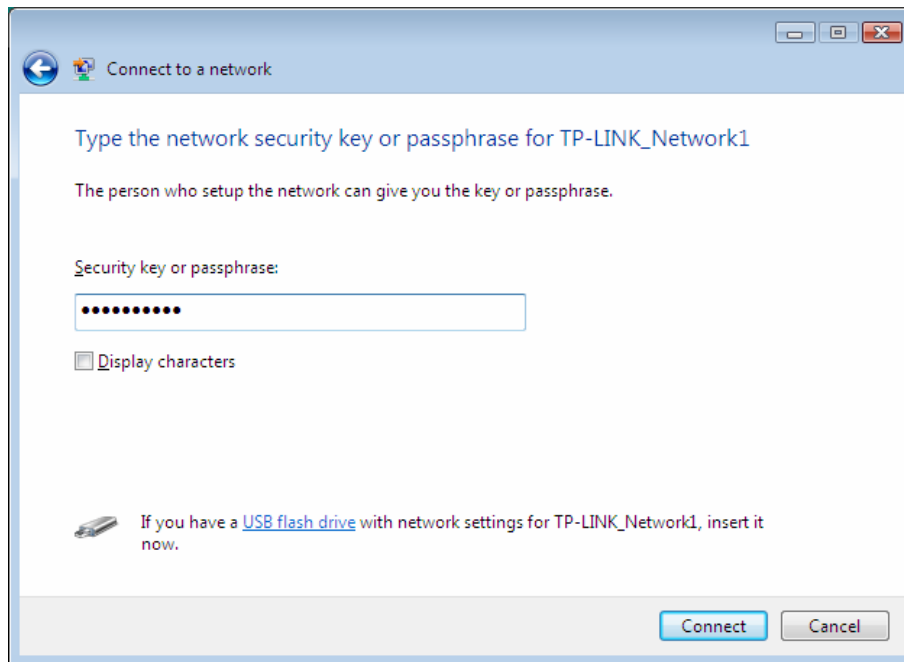 Connect to a network
Type the network security key or passphrase for TP-LINK_Network1
The person who setup the network can give you the key or passphrase.
Security key or passphrase:
••••••••••
Display characters
If you have a USB flash drive with network settings for TP-LINK_Network1, insert it
now.
Connect Cancel